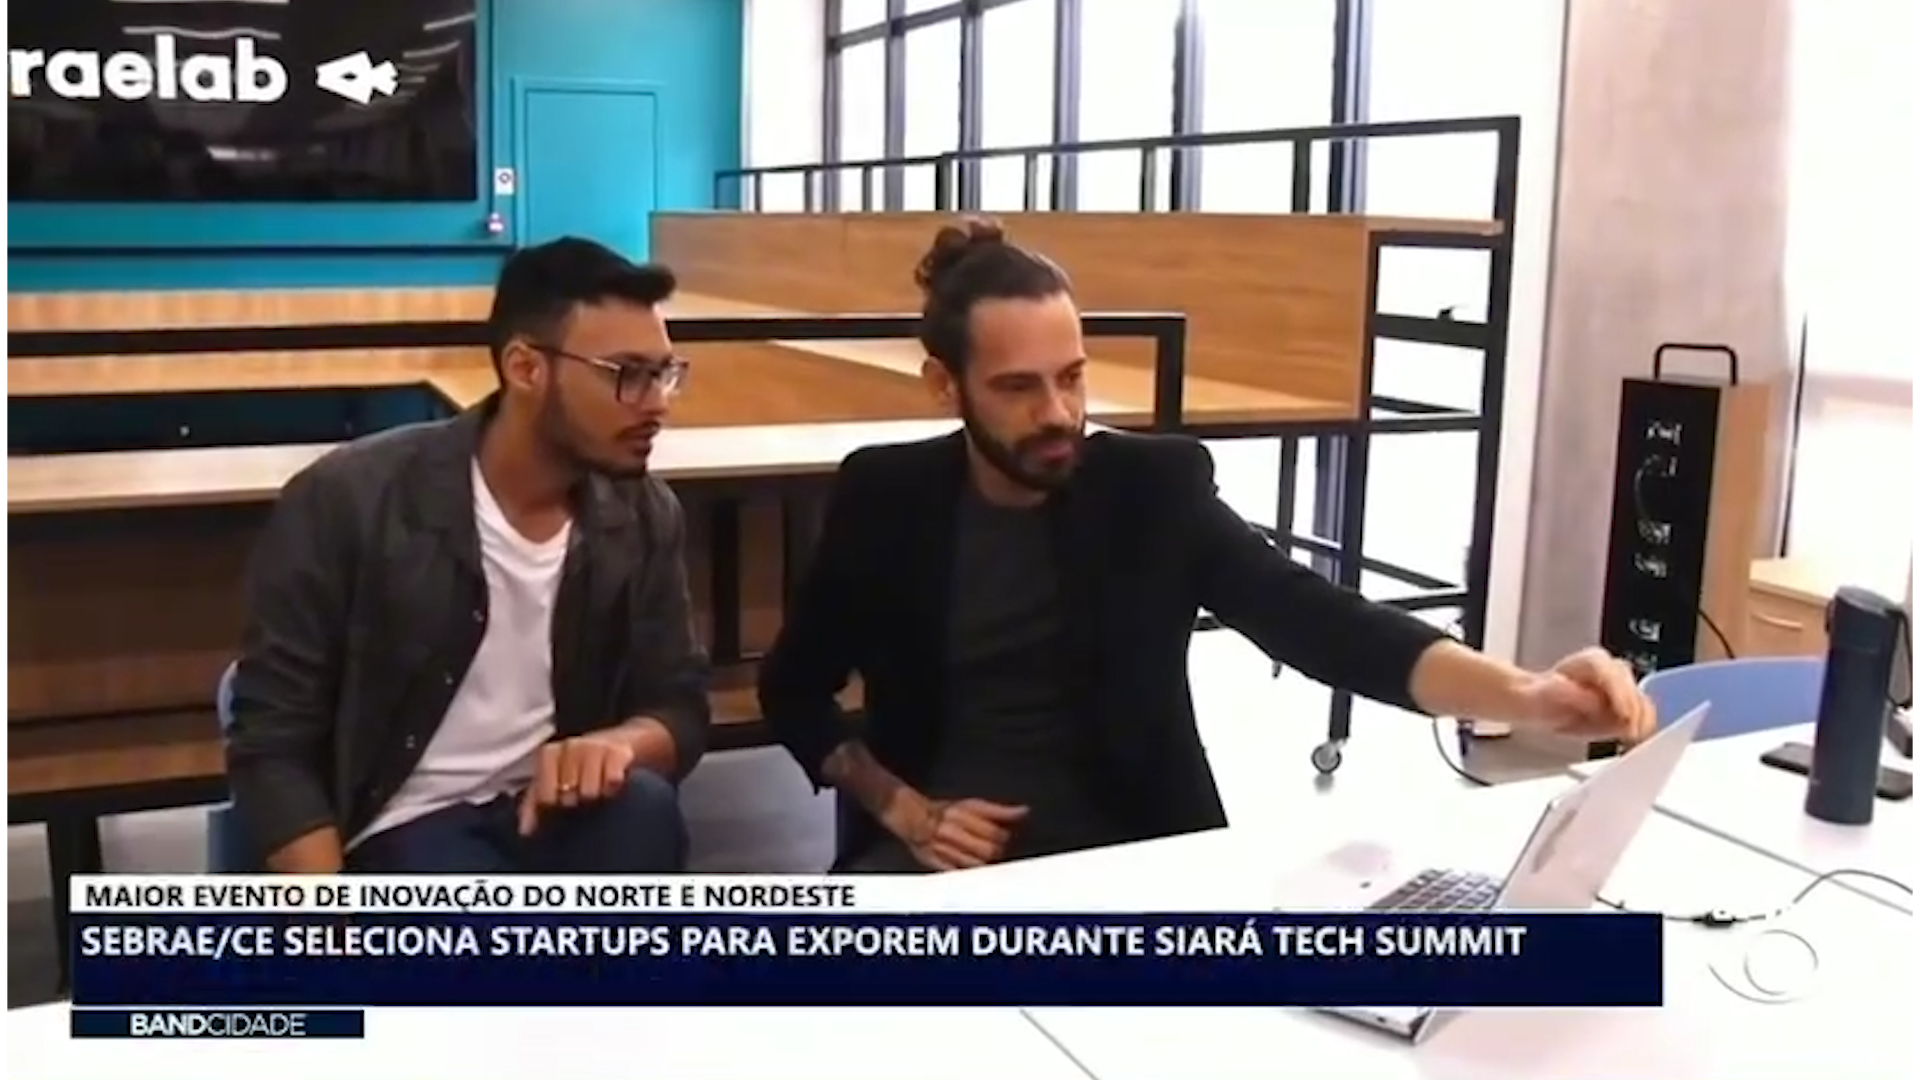 raelab
MAIOR EVENTO DE INOVAÇÃO DO NORTE E NORDESTE
SEBRAE/CE SELECIONA STARTUPS PARA EXPOREM DURANTE SIARÁ TECH SUMMIT
BANDCIDADE